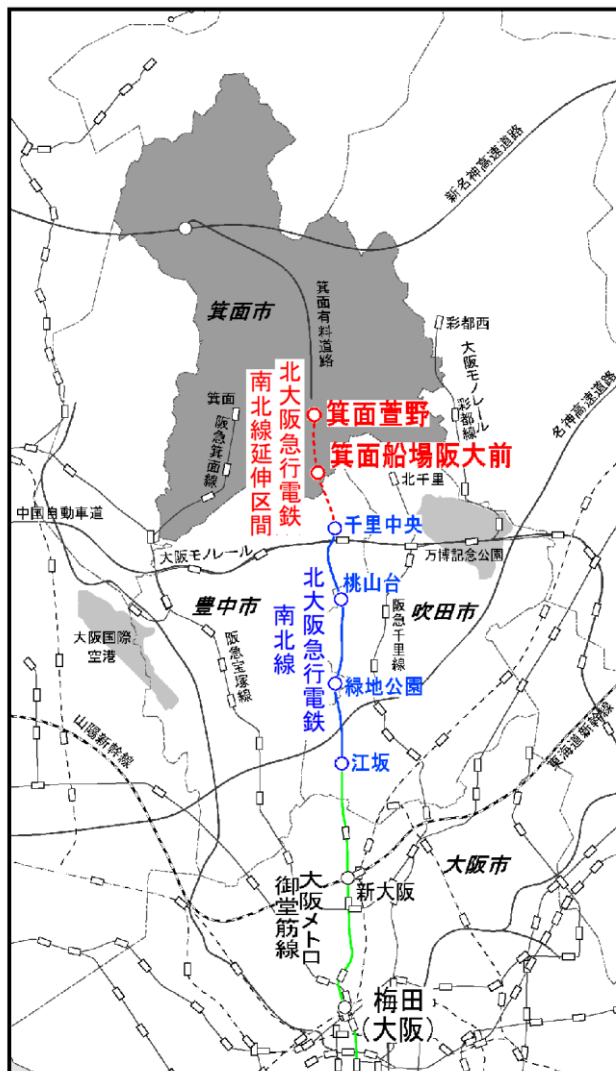 新名神高速道路
箕面市
箕面有料道路
彩都西
大阪モノレール
彩都線
名神高速道路
箕面
阪急箕面線
北大阪急行電鉄
南北線延伸区間
箕面萱野
箕面船場阪大前
北千里
中国自動車道
千里中央
大阪モノレール
万博記念公園
桃山台
豊中市
吹田市
北大阪急行電鉄
南北線
阪急千里線
大阪国際
空港
阪急宝塚線
緑地公園
山陽新幹線
東海道新幹線
江坂
大阪市
新大阪
大阪メトロ
御堂筋線
梅田
(大阪)